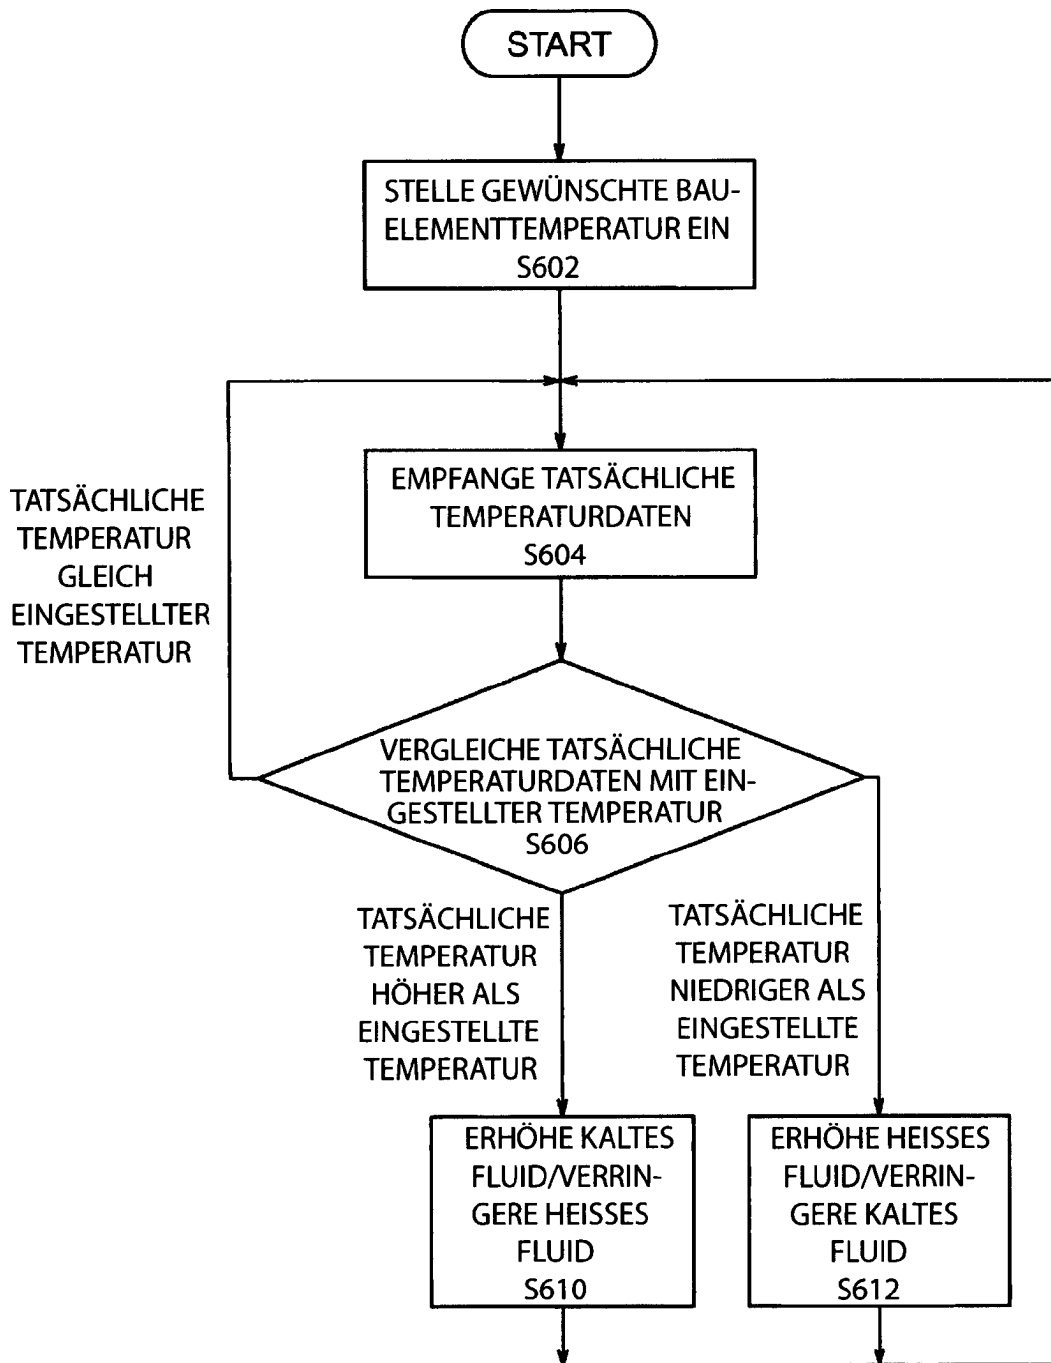 START
STELLE GEWÜNSCHTE BAU-
ELEMENTTEMPERATUR EIN
S602
EMPFANGE TATSÄCHLICHE
TEMPERATURDATEN
S604
TATSÄCHLICHE
TEMPERATUR
GLEICH
EINGESTELLTER
TEMPERATUR
VERGLEICHE TATSÄCHLICHE
TEMPERATURDATEN MIT EIN-
GESTELLTER TEMPERATUR
S606
TATSÄCHLICHE
TEMPERATUR
HÖHER ALS
EINGESTELLTE
TEMPERATUR
TATSÄCHLICHE
TEMPERATUR
NIEDRIGER ALS
EINGESTELLTE
TEMPERATUR
ERHÖHE KALTES
FLUID/VERRIN-
GERE HEISSES
FLUID
S610
ERHÖHE HEISSES
FLUID/VERRIN-
GERE KALTES
FLUID
S612